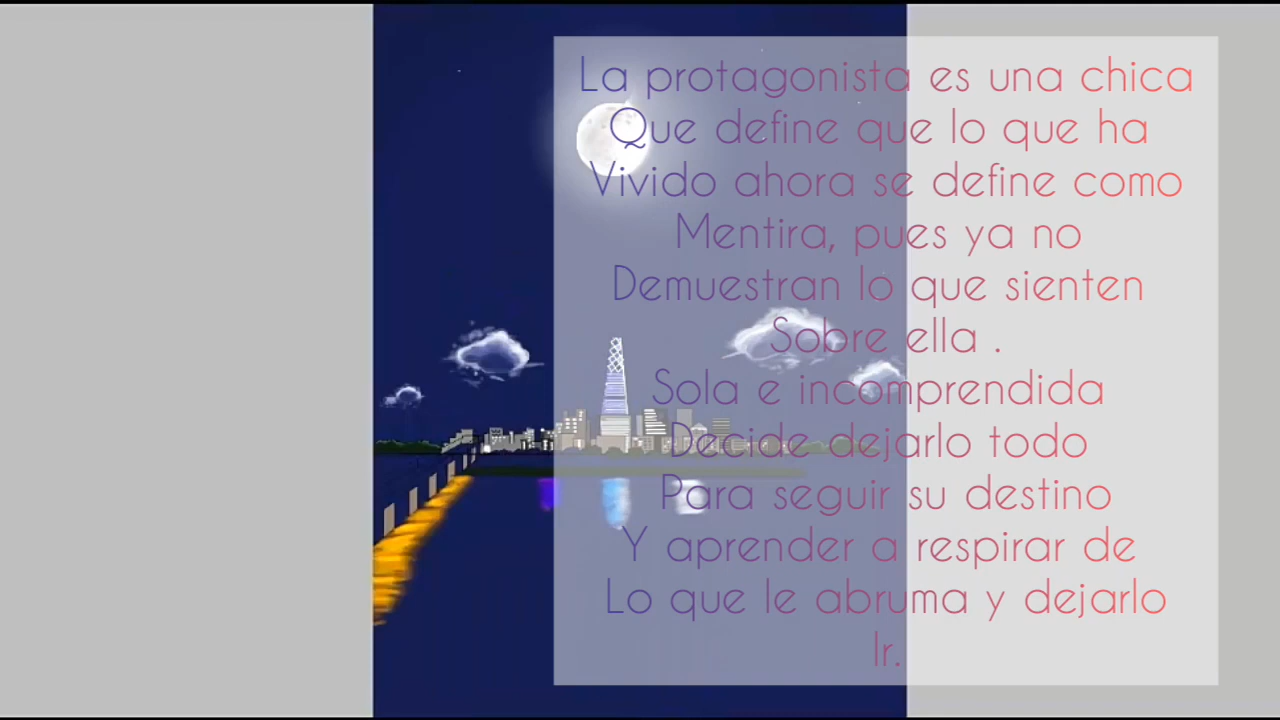 La protagonista es una chica
Que define que lo que ha
Vivido ahora se define como
Mentira, pues ya no
Demuestran lo que sienten
Sobre ella .
Sola e incomprendida
Decide dejarlo todo
Para seguir su destino
Y aprender a respirar de
Lo que le abruma y dejarlo
Ir.